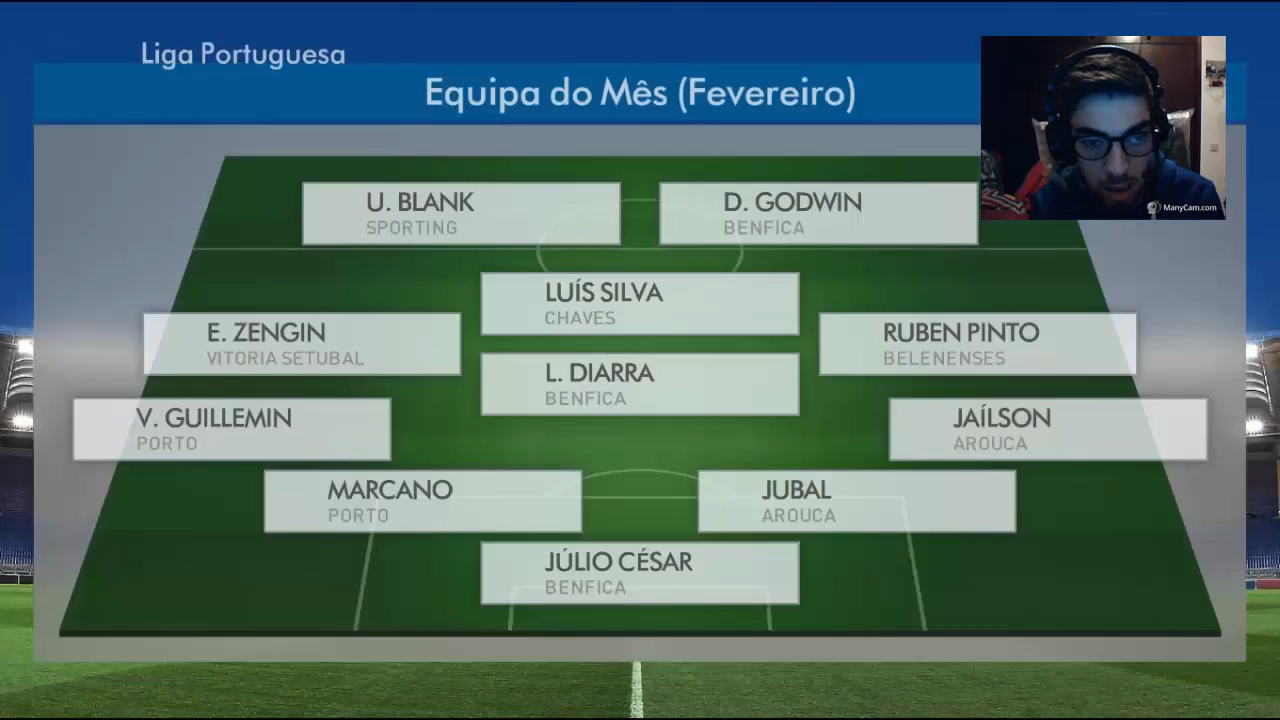 Liga Portuguesa
Equipa do Mês (Fevereiro)
ManyCam.com
U. BLANK
SPORTING
D. GODWIN
BENFICA
LUÍS SILVA
CHAVES
E. ZENGIN
VITORIA SETUBAL
RUBEN PINTO
BELENENSES
L. DIARRA
BENFICA
V. GUILLEMIN
PORTO
JAÍLSON
AROUCA
MARCANO
PORTO
JUBAL
AROUCA
JÚLIO CÉSAR
BENFICA